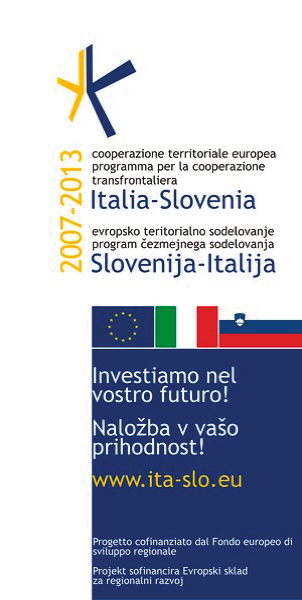 2007-2013
cooperazione territoriale europea
programma per la cooperazione
transfrontaliera
Italia-Slovenia
evropsko teritorialno sodelovanje
program čezmejnega sodelovanja
Slovenija-Italija
Investiamo nel
vostro futuro!
Naložba v vašo
prihodnost!
www.ita-slo.eu
Progetto cofinanziato dal Fondo europeo di
sviluppo regionale
Projekt sofinancira Evropski sklad
za regionalni razvoj